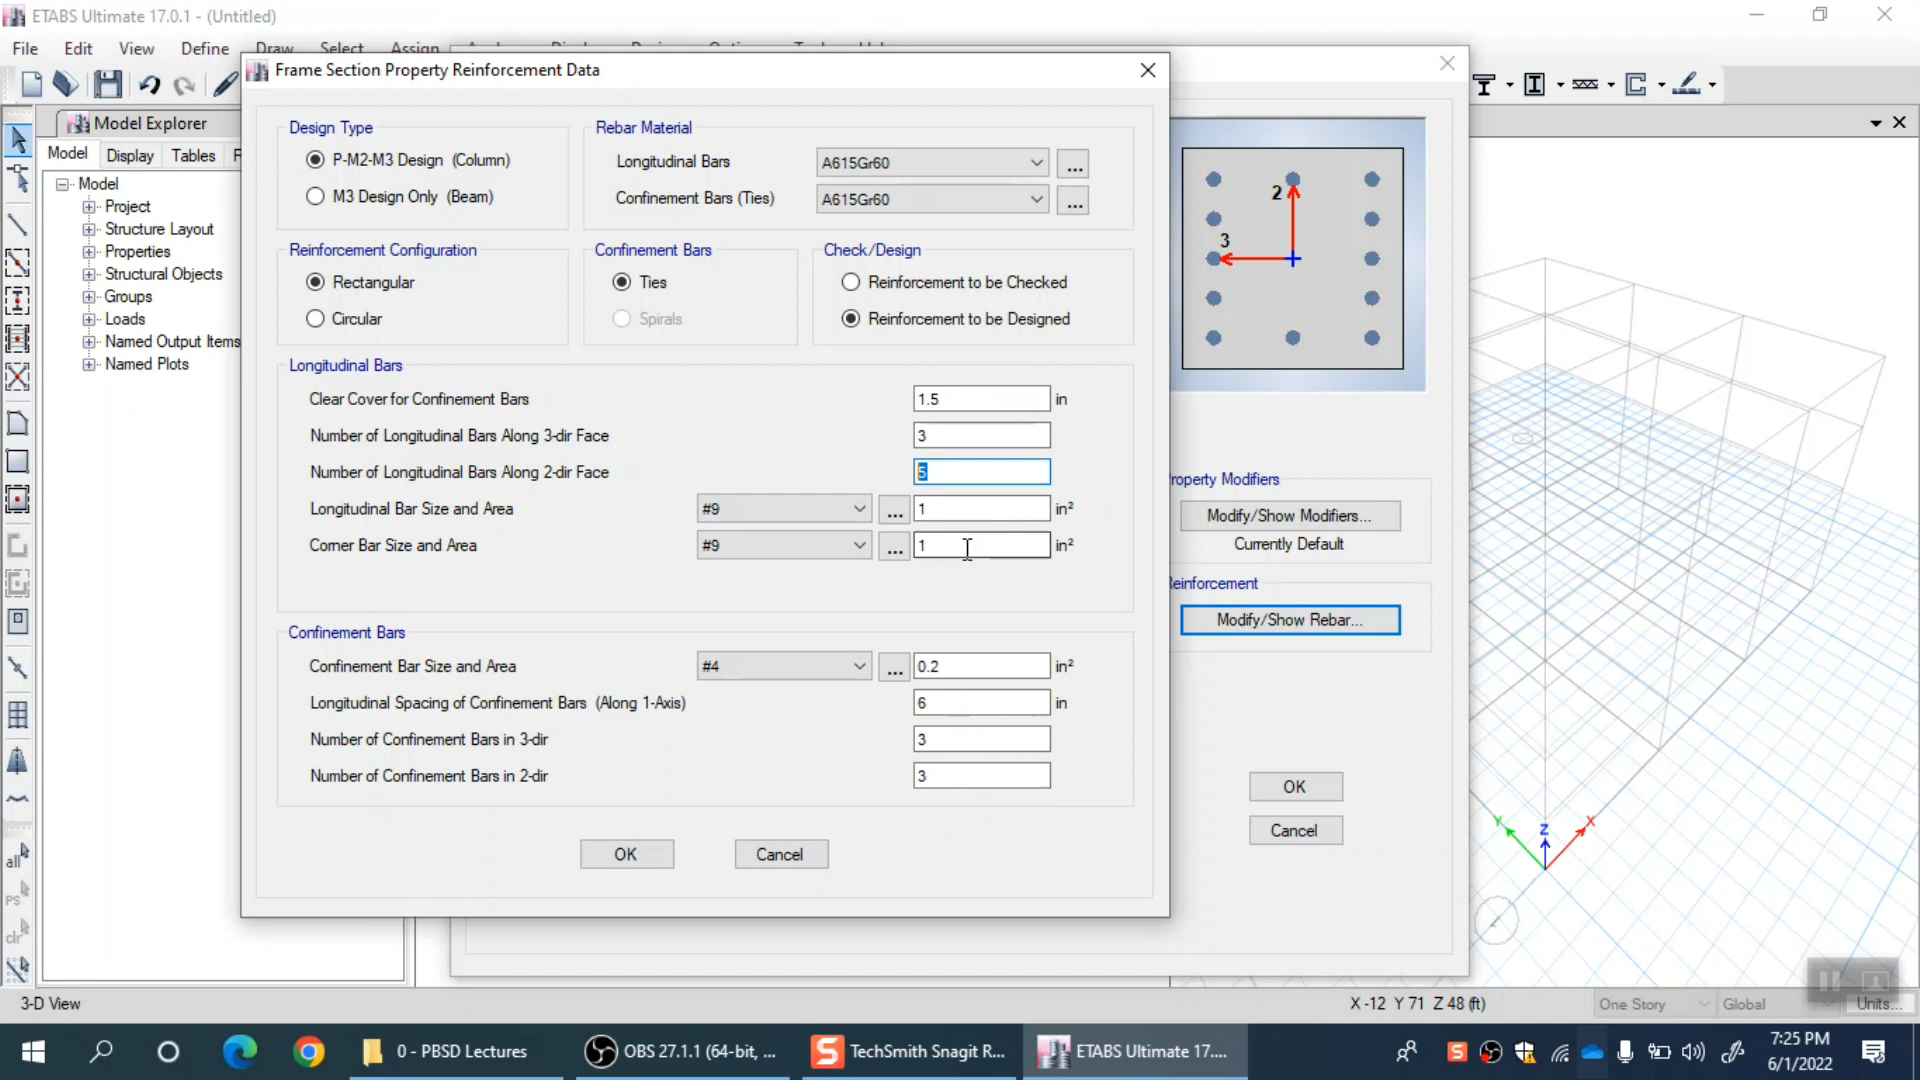 ETABS Ultimate 17.0.1 - (Untitled)
File Edit View Define Draw Select Assign
Frame Section Property Reinforcement Data
Model Explorer
Model Display Tables
Model
Project
Structure Layout
Properties
Structural Objects
Groups
Loads
Named Output Items
Named Plots
Design Type
P-M2-M3 Design (Column)
M3 Design Only (Beam)
Rebar Material
Longitudinal Bars A615Gr60 ...
Confinement Bars (Ties) A615Gr60 ...
Reinforcement Configuration
Rectangular
Circular
Confinement Bars
Ties
Spirals
Check/Design
Reinforcement to be Checked
Reinforcement to be Designed
Longitudinal Bars
Clear Cover for Confinement Bars 1.5 in
Number of Longitudinal Bars Along 3-dir Face 3
Number of Longitudinal Bars Along 2-dir Face 5
Longitudinal Bar Size and Area #9 ... 1 in²
Corner Bar Size and Area #9 ... 1 in²
Confinement Bars
Confinement Bar Size and Area #4 ... 0.2 in²
Longitudinal Spacing of Confinement Bars (Along 1-Axis) 6 in
Number of Confinement Bars in 3-dir 3
Number of Confinement Bars in 2-dir 3
OK Cancel
2
3
Property Modifiers
Modify/Show Modifiers...
Currently Default
Reinforcement
Modify/Show Rebar...
OK
Cancel
Y Z X
all
ps
clr
3-D View X -12 Y 71 Z 48 (ft) One Story Global Units...
0 - PBSD Lectures OBS 27.1.1 (64-bit, ... TechSmith Snagit R... ETABS Ultimate 17....
7:25 PM
6/1/2022